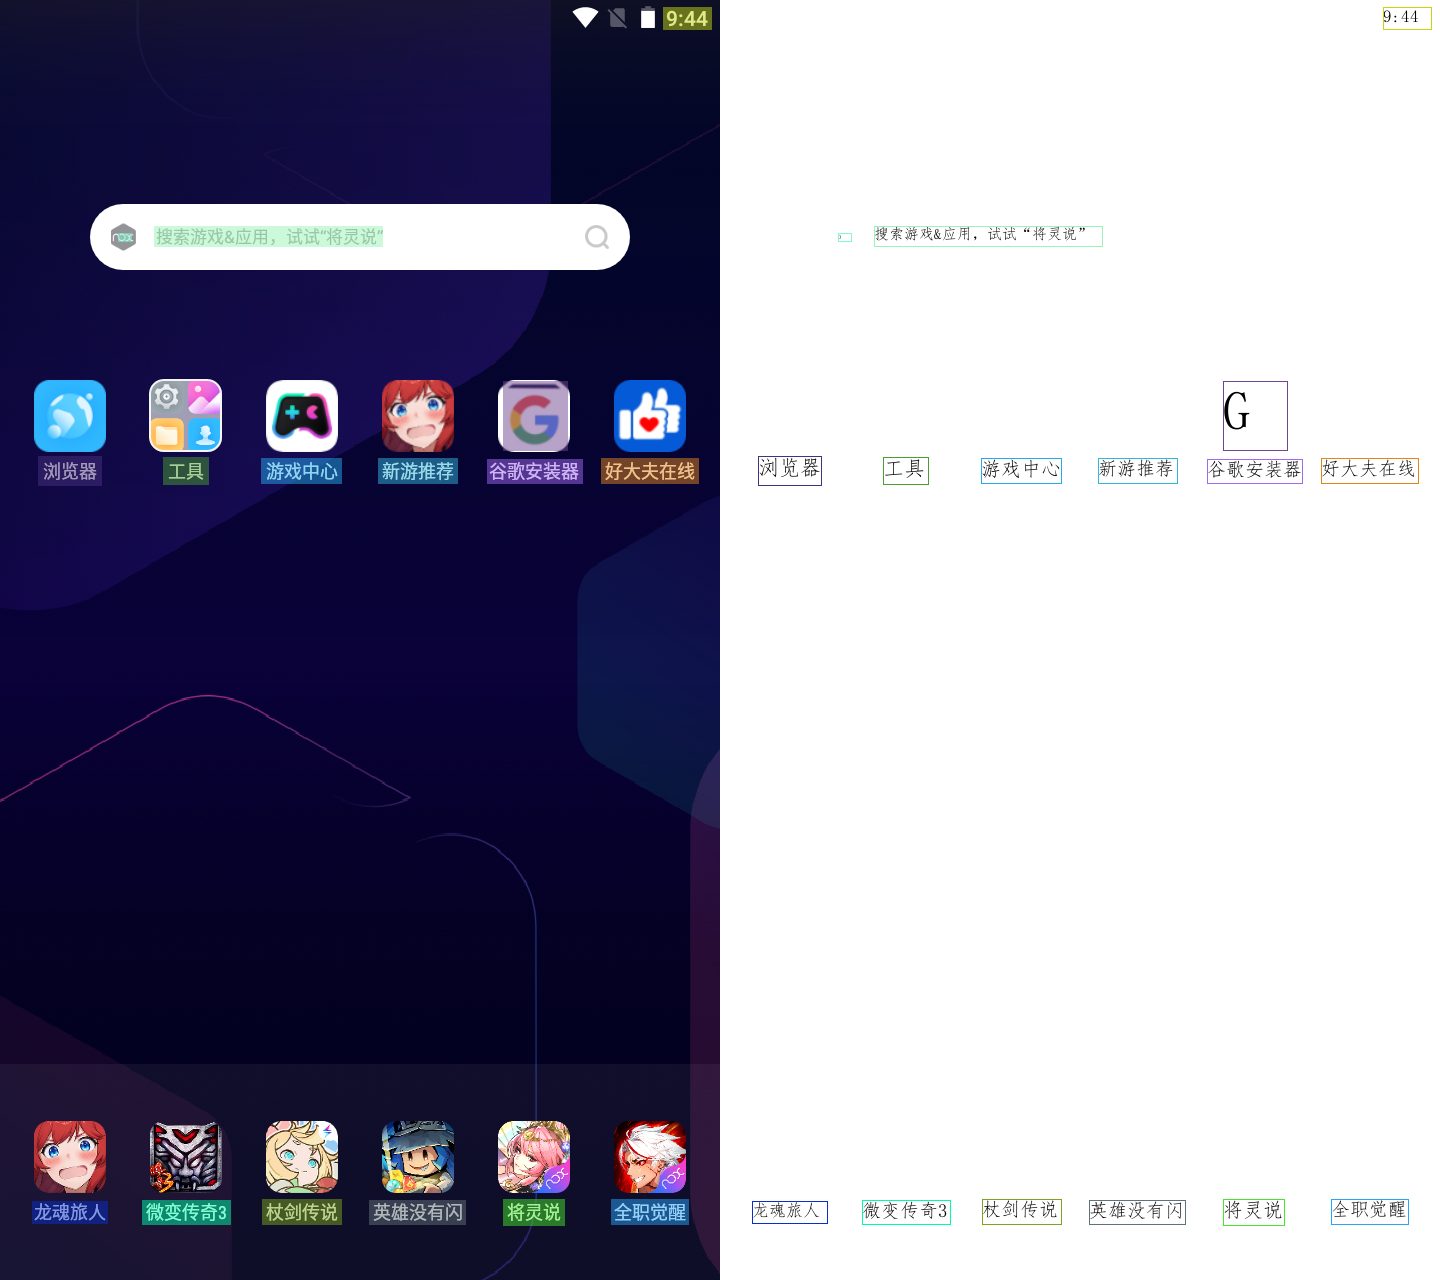 9:44
9:44
nox
搜索游戏&应用，试试“将灵说”
搜索游戏&应用，试试“将灵说”
G
G
浏览器 工具 游戏中心 新游推荐 谷歌安装器 好大夫在线
浏览器 工具 游戏中心 新游推荐 谷歌安装器 好大夫在线
nox nox
龙魂旅人 微变传奇3 杖剑传说 英雄没有闪 将灵说 全职觉醒
龙魂旅人 微变传奇3 杖剑传说 英雄没有闪 将灵说 全职觉醒